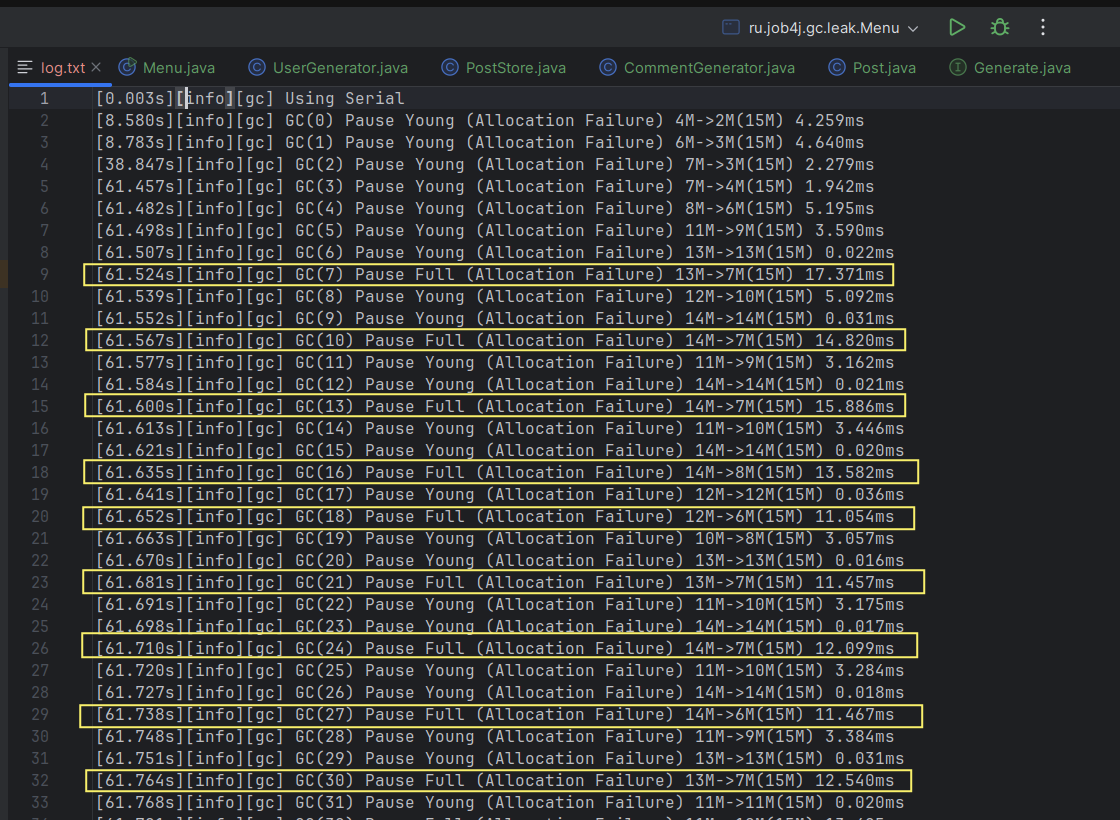 ru.job4j.gc.leak.Menu
log.txt Menu.java UserGenerator.java PostStore.java CommentGenerator.java Post.java Generate.java
1 [0.003s][info][gc] Using Serial
2 [8.580s][info][gc] GC(0) Pause Young (Allocation Failure) 4M->2M(15M) 4.259ms
3 [8.783s][info][gc] GC(1) Pause Young (Allocation Failure) 6M->3M(15M) 4.640ms
4 [38.847s][info][gc] GC(2) Pause Young (Allocation Failure) 7M->3M(15M) 2.279ms
5 [61.457s][info][gc] GC(3) Pause Young (Allocation Failure) 7M->4M(15M) 1.942ms
6 [61.482s][info][gc] GC(4) Pause Young (Allocation Failure) 8M->6M(15M) 5.195ms
7 [61.498s][info][gc] GC(5) Pause Young (Allocation Failure) 11M->9M(15M) 3.590ms
8 [61.507s][info][gc] GC(6) Pause Young (Allocation Failure) 13M->13M(15M) 0.022ms
9 [61.524s][info][gc] GC(7) Pause Full (Allocation Failure) 13M->7M(15M) 17.371ms
10 [61.539s][info][gc] GC(8) Pause Young (Allocation Failure) 12M->10M(15M) 5.092ms
11 [61.552s][info][gc] GC(9) Pause Young (Allocation Failure) 14M->14M(15M) 0.031ms
12 [61.567s][info][gc] GC(10) Pause Full (Allocation Failure) 14M->7M(15M) 14.820ms
13 [61.577s][info][gc] GC(11) Pause Young (Allocation Failure) 11M->9M(15M) 3.162ms
14 [61.584s][info][gc] GC(12) Pause Young (Allocation Failure) 14M->14M(15M) 0.021ms
15 [61.600s][info][gc] GC(13) Pause Full (Allocation Failure) 14M->7M(15M) 15.886ms
16 [61.613s][info][gc] GC(14) Pause Young (Allocation Failure) 11M->10M(15M) 3.446ms
17 [61.621s][info][gc] GC(15) Pause Young (Allocation Failure) 14M->14M(15M) 0.020ms
18 [61.635s][info][gc] GC(16) Pause Full (Allocation Failure) 14M->8M(15M) 13.582ms
19 [61.641s][info][gc] GC(17) Pause Young (Allocation Failure) 12M->12M(15M) 0.036ms
20 [61.652s][info][gc] GC(18) Pause Full (Allocation Failure) 12M->6M(15M) 11.054ms
21 [61.663s][info][gc] GC(19) Pause Young (Allocation Failure) 10M->8M(15M) 3.057ms
22 [61.670s][info][gc] GC(20) Pause Young (Allocation Failure) 13M->13M(15M) 0.016ms
23 [61.681s][info][gc] GC(21) Pause Full (Allocation Failure) 13M->7M(15M) 11.457ms
24 [61.691s][info][gc] GC(22) Pause Young (Allocation Failure) 11M->10M(15M) 3.175ms
25 [61.698s][info][gc] GC(23) Pause Young (Allocation Failure) 14M->14M(15M) 0.017ms
26 [61.710s][info][gc] GC(24) Pause Full (Allocation Failure) 14M->7M(15M) 12.099ms
27 [61.720s][info][gc] GC(25) Pause Young (Allocation Failure) 11M->10M(15M) 3.284ms
28 [61.727s][info][gc] GC(26) Pause Young (Allocation Failure) 14M->14M(15M) 0.018ms
29 [61.738s][info][gc] GC(27) Pause Full (Allocation Failure) 14M->6M(15M) 11.467ms
30 [61.748s][info][gc] GC(28) Pause Young (Allocation Failure) 11M->9M(15M) 3.384ms
31 [61.751s][info][gc] GC(29) Pause Young (Allocation Failure) 13M->13M(15M) 0.031ms
32 [61.764s][info][gc] GC(30) Pause Full (Allocation Failure) 13M->7M(15M) 12.540ms
33 [61.768s][info][gc] GC(31) Pause Young (Allocation Failure) 11M->11M(15M) 0.020ms